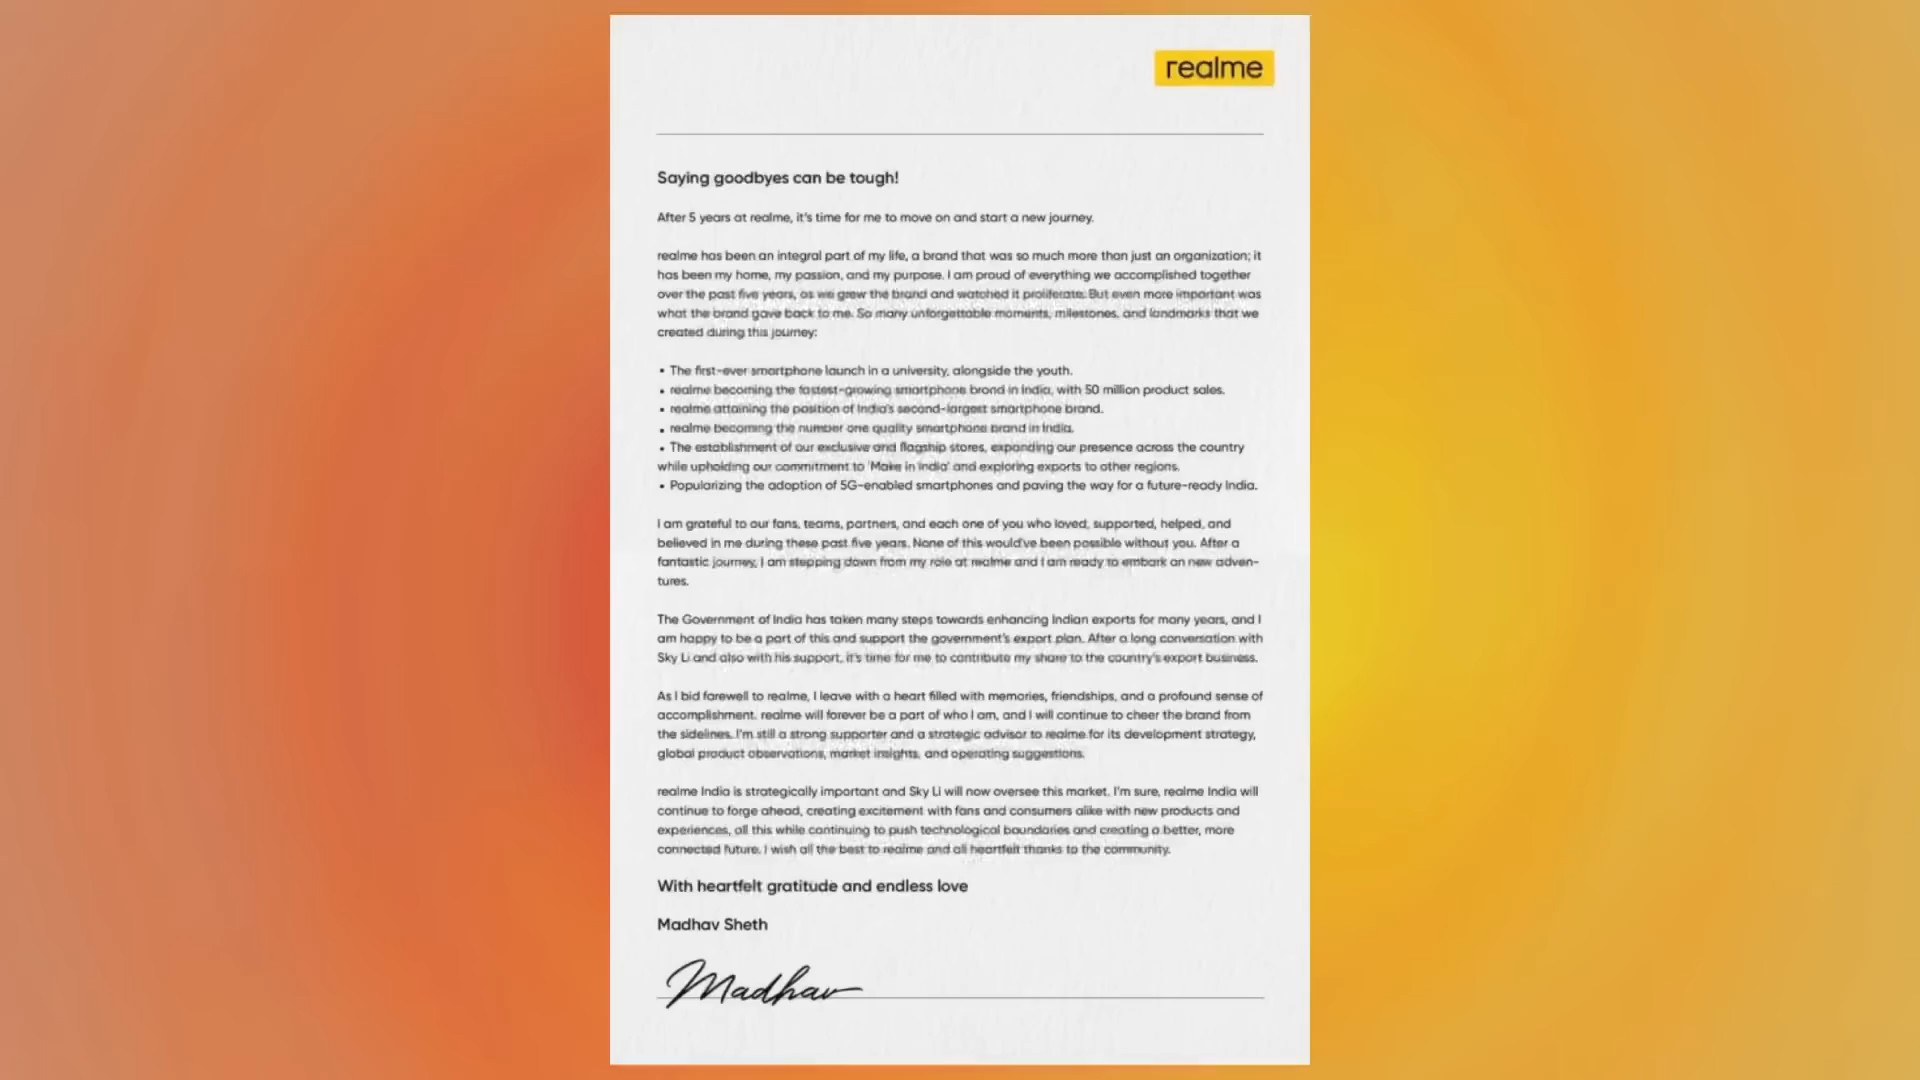 realme
Saying goodbyes can be tough!
After 5 years at realme, it's time for me to move on and start a new journey.
realme has been an integral part of my life, a brand that was so much more than just an organization; it
has been my home, my passion, and my purpose. I am proud of everything we accomplished together
over the past five years, as we grew the brand and watched it proliferate. But even more important was
what the brand gave back to me. So many unforgettable moments, milestones, and landmarks that we
created during this journey:
• The first-ever smartphone launch in a university, alongside the youth.
• realme becoming the fastest-growing smartphone brand in India, with 50 million product sales.
• realme attaining the position of India's second-largest smartphone brand.
• realme becoming the number one quality smartphone brand in India.
• The establishment of our exclusive and flagship stores, expanding our presence across the country
while upholding our commitment to 'Make in India' and exploring exports to other regions.
• Popularizing the adoption of 5G-enabled smartphones and paving the way for a future-ready India.
I am grateful to our fans, teams, partners, and each one of you who loved, supported, helped, and
believed in me during these past five years. None of this would've been possible without you. After a
fantastic journey, I am stepping down from my role at realme and I am ready to embark on new adven-
tures.
The Government of India has taken many steps towards enhancing Indian exports for many years, and I
am happy to be a part of this and support the government's export plan. After a long conversation with
Sky Li and also with his support, it's time for me to contribute my share to the country's export business.
As I bid farewell to realme, I leave with a heart filled with memories, friendships, and a profound sense of
accomplishment. realme will forever be a part of who I am, and I will continue to cheer the brand from
the sidelines. I'm still a strong supporter and a strategic advisor to realme for its development strategy,
global product observations, market insights, and operating suggestions.
realme India is strategically important and Sky Li will now oversee this market. I'm sure, realme India will
continue to forge ahead, creating excitement with fans and consumers alike with new products and
experiences, all this while continuing to push technological boundaries and creating a better, more
connected future. I wish all the best to realme and all heartfelt thanks to the community.
With heartfelt gratitude and endless love
Madhav Sheth
Madhav